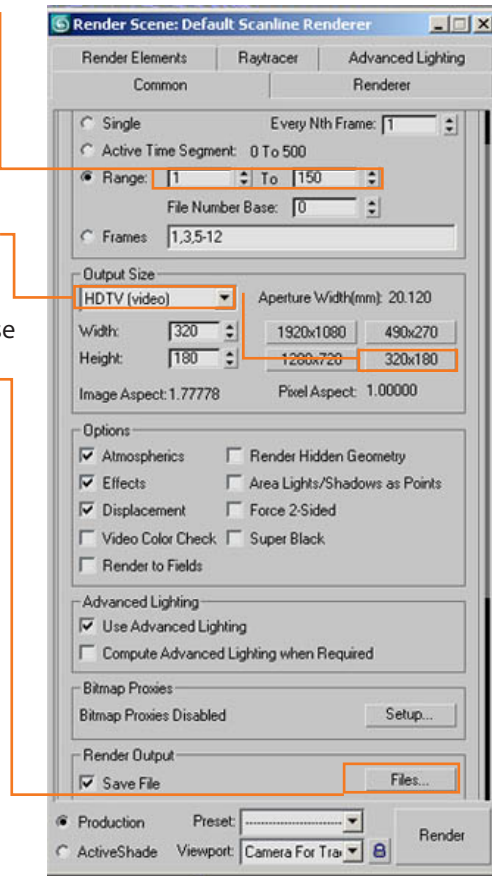 Render Scene: Default Scanline Renderer
Render Elements Raytracer Advanced Lighting
Common Renderer
Single Every Nth Frame: 1
Active Time Segment: 0 To 500
Range: 1 To 150
File Number Base: 0
Frames 1,3,5-12
Output Size
HDTV (video) Aperture Width(mm): 20.120
se
Width: 320 1920x1080 490x270
Height: 180 1280x720 320x180
Image Aspect: 1.77778 Pixel Aspect: 1.00000
Options
Atmospherics Render Hidden Geometry
Effects Area Lights/Shadows as Points
Displacement Force 2-Sided
Video Color Check Super Black
Render to Fields
Advanced Lighting
Use Advanced Lighting
Compute Advanced Lighting when Required
Bitmap Proxies
Bitmap Proxies Disabled Setup...
Render Output
Save File Files...
Production Preset: --------------------
Render
ActiveShade Viewport: Camera For Tra